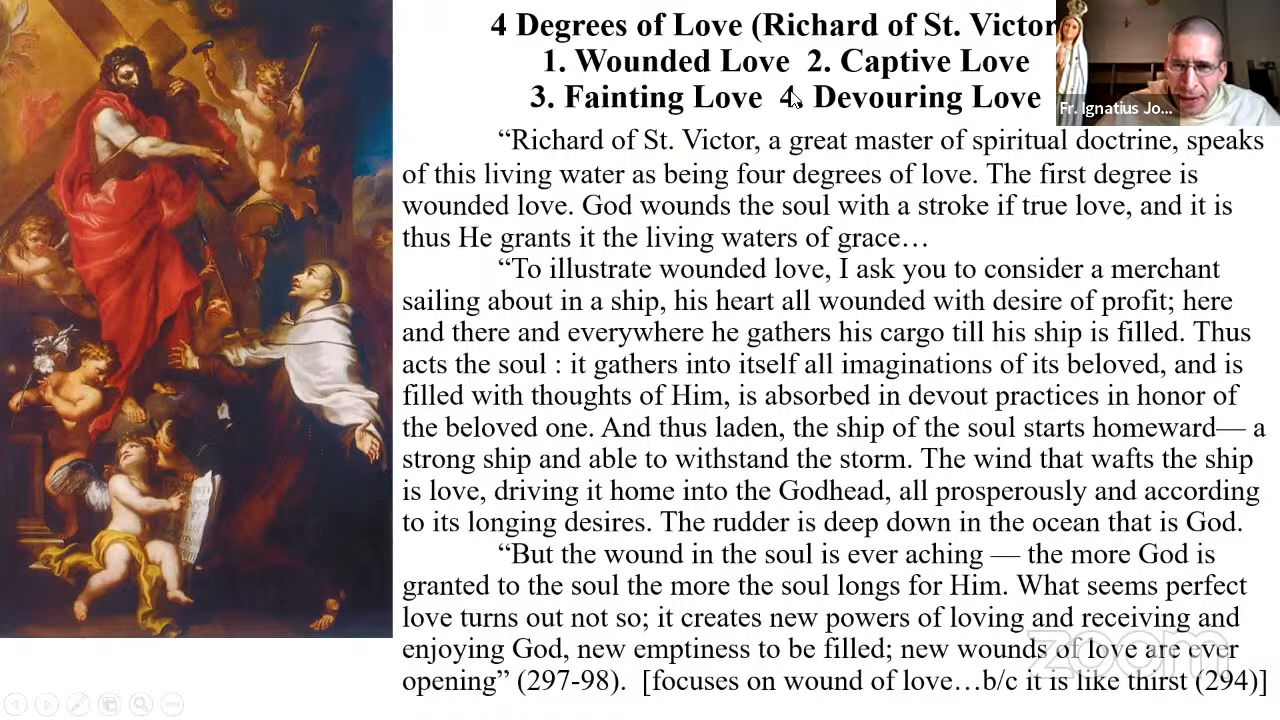 4 Degrees of Love (Richard of St. Victor
1. Wounded Love 2. Captive Love
3. Fainting Love 4. Devouring Love
Fr. Ignatius Jo...
“Richard of St. Victor, a great master of spiritual doctrine, speaks
of this living water as being four degrees of love. The first degree is
wounded love. God wounds the soul with a stroke if true love, and it is
thus He grants it the living waters of grace…
“To illustrate wounded love, I ask you to consider a merchant
sailing about in a ship, his heart all wounded with desire of profit; here
and there and everywhere he gathers his cargo till his ship is filled. Thus
acts the soul : it gathers into itself all imaginations of its beloved, and is
filled with thoughts of Him, is absorbed in devout practices in honor of
the beloved one. And thus laden, the ship of the soul starts homeward— a
strong ship and able to withstand the storm. The wind that wafts the ship
is love, driving it home into the Godhead, all prosperously and according
to its longing desires. The rudder is deep down in the ocean that is God.
“But the wound in the soul is ever aching — the more God is
granted to the soul the more the soul longs for Him. What seems perfect
love turns out not so; it creates new powers of loving and receiving and
enjoying God, new emptiness to be filled; new wounds of love are ever
opening” (297-98). [focuses on wound of love…b/c it is like thirst (294)]
zoom